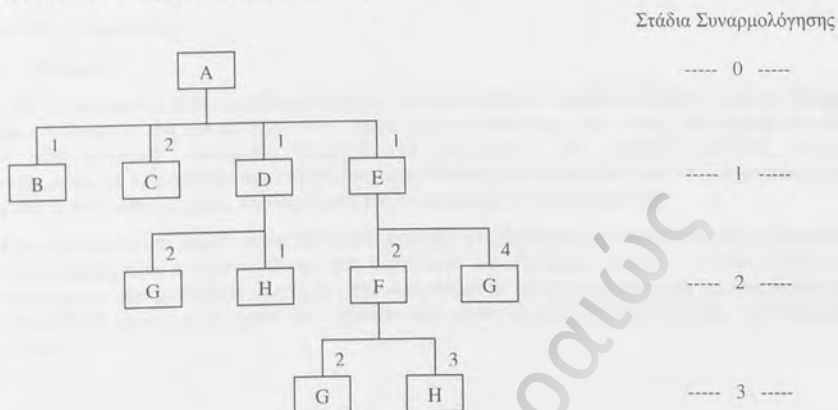 Στάδια Συναρμολόγησης
A
----- 0 -----
1 2 1 1
B C D E
----- 1 -----
2 1 2 4
G H F G
----- 2 -----
2 3
G H
----- 3 -----